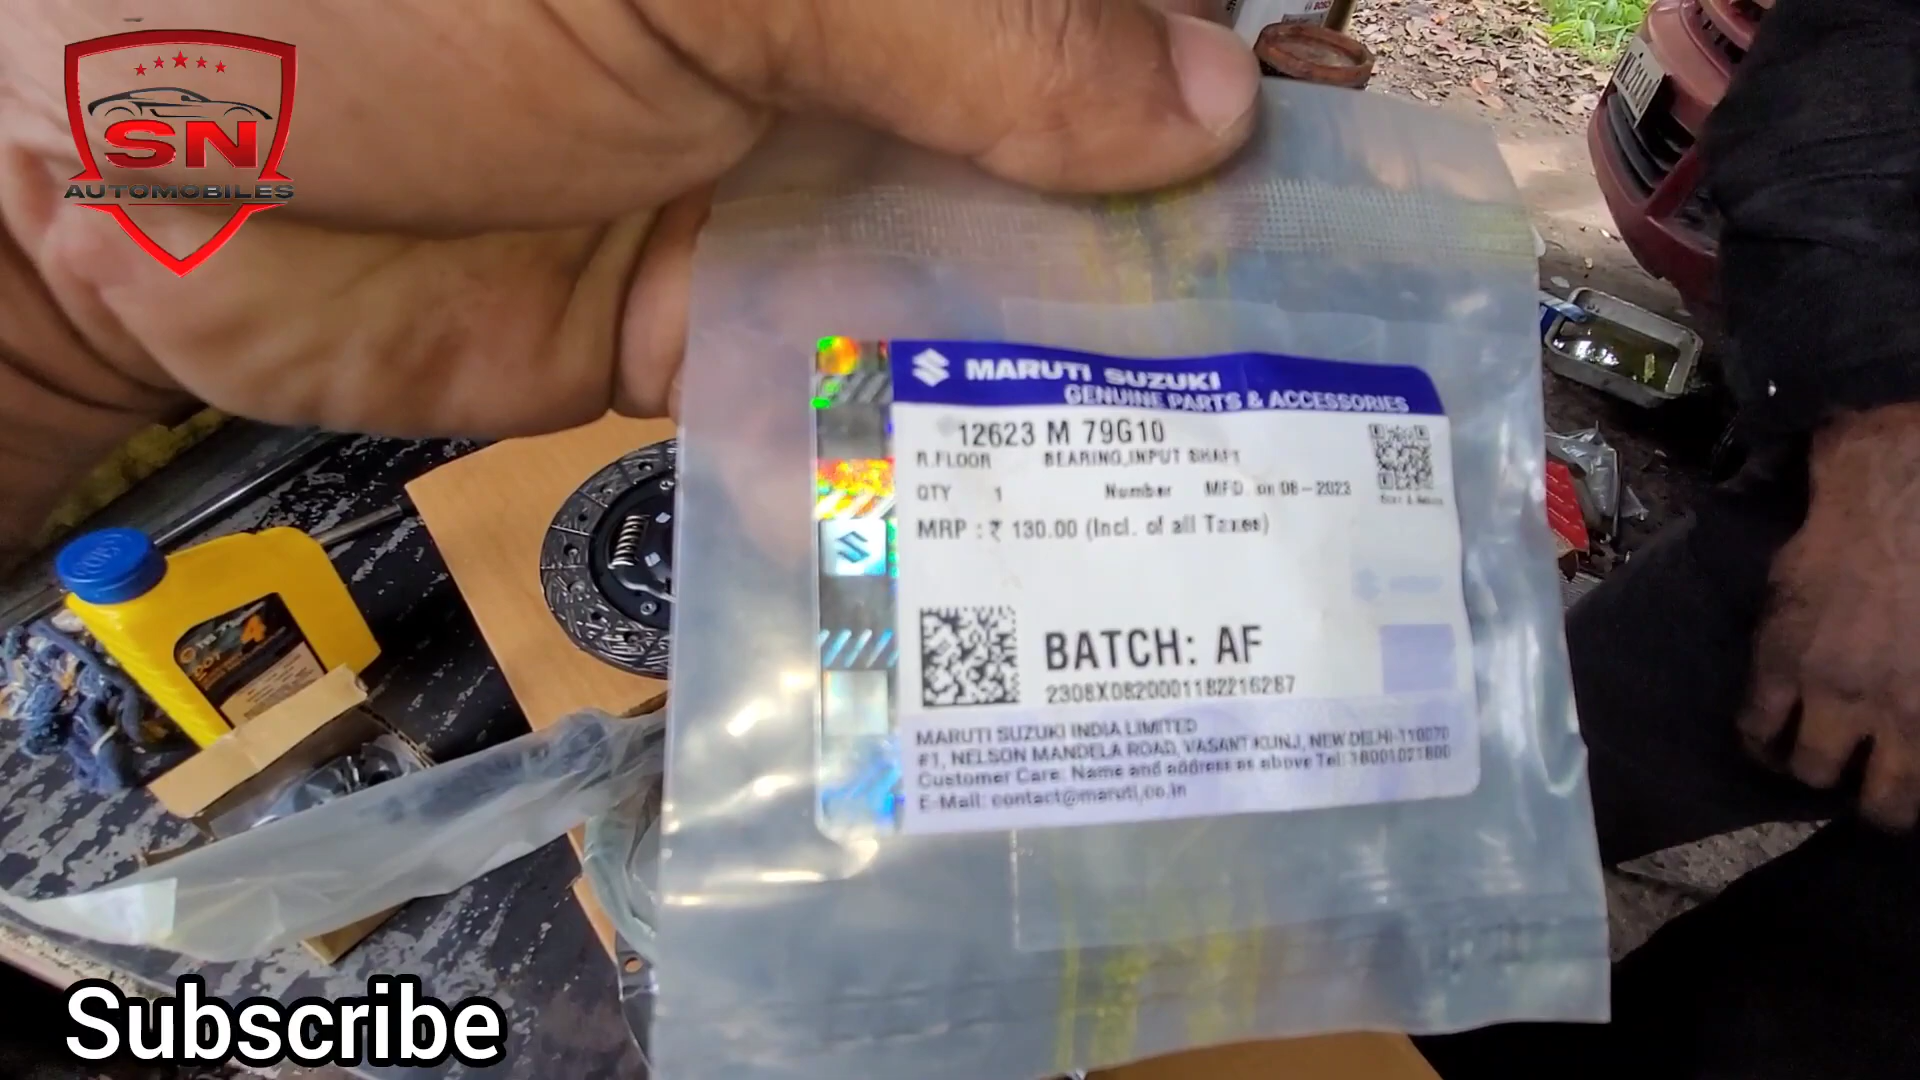 SN
AUTOMOBILES
MARUTI SUZUKI
GENUINE PARTS & ACCESSORIES
12623 M 79G10
R.FLOOR BEARING,INPUT SHAFT
QTY 1 Number MFD. on 08-2023
MRP : ₹ 130.00 (Incl. of all Taxes)
BATCH: AF
2308X0820001182216287
MARUTI SUZUKI INDIA LIMITED
#1, NELSON MANDELA ROAD, VASANT KUNJ, NEW DELHI-110070
Customer Care: Name and address as above Tel: 18001021800
E-Mail: contact@maruti.co.in
DOT 4
Subscribe